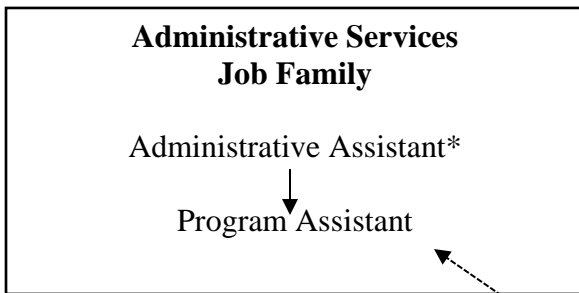 Administrative Services
Job Family
Administrative Assistant*
Program Assistant